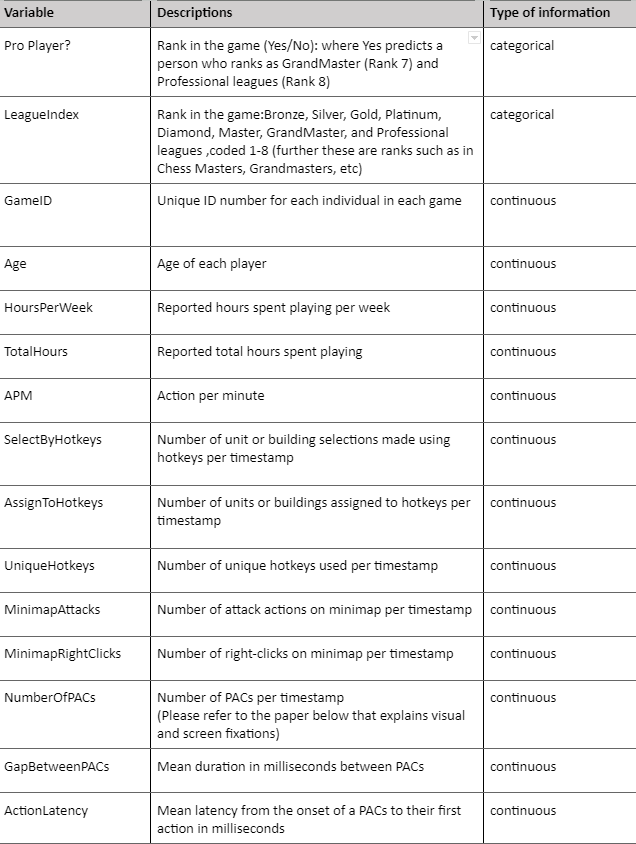 Variable Descriptions Type of information
Pro Player? Rank in the game (Yes/No): where Yes predicts a categorical
person who ranks as GrandMaster (Rank 7) and
Professional leagues (Rank 8)
LeagueIndex Rank in the game:Bronze, Silver, Gold, Platinum, categorical
Diamond, Master, GrandMaster, and Professional
leagues ,coded 1-8 (further these are ranks such as in
Chess Masters, Grandmasters, etc)
GameID Unique ID number for each individual in each game continuous
Age Age of each player continuous
HoursPerWeek Reported hours spent playing per week continuous
TotalHours Reported total hours spent playing continuous
APM Action per minute continuous
SelectByHotkeys Number of unit or building selections made using continuous
hotkeys per timestamp
AssignToHotkeys Number of units or buildings assigned to hotkeys per continuous
timestamp
UniqueHotkeys Number of unique hotkeys used per timestamp continuous
MinimapAttacks Number of attack actions on minimap per timestamp continuous
MinimapRightClicks Number of right-clicks on minimap per timestamp continuous
NumberOfPACs Number of PACs per timestamp continuous
(Please refer to the paper below that explains visual
and screen fixations)
GapBetweenPACs Mean duration in milliseconds between PACs continuous
ActionLatency Mean latency from the onset of a PACs to their first continuous
action in milliseconds